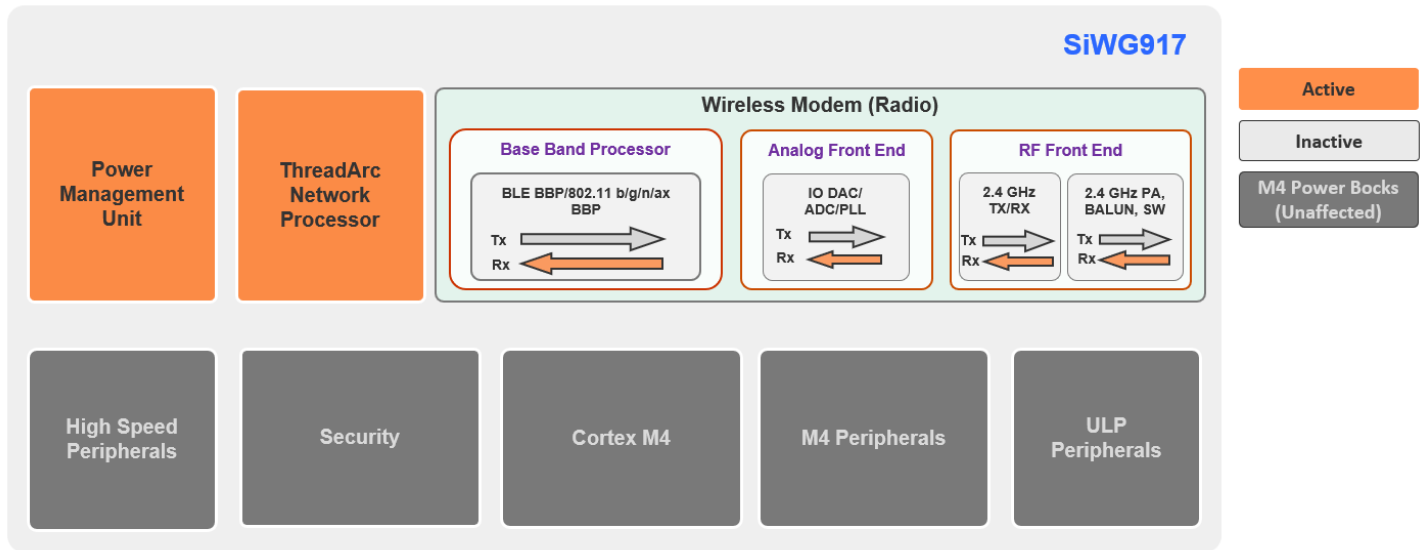 SiWG917
Power
Management
Unit
ThreadArc
Network
Processor
Wireless Modem (Radio)
Base Band Processor
BLE BBP/802.11 b/g/n/ax
BBP
Tx
Rx
Analog Front End
IO DAC/
ADC/PLL
Tx
Rx
RF Front End
2.4 GHz
TX/RX
Tx
Rx
2.4 GHz PA,
BALUN, SW
Tx
Rx
High Speed
Peripherals
Security
Cortex M4
M4 Peripherals
ULP
Peripherals
Active
Inactive
M4 Power Bocks
(Unaffected)